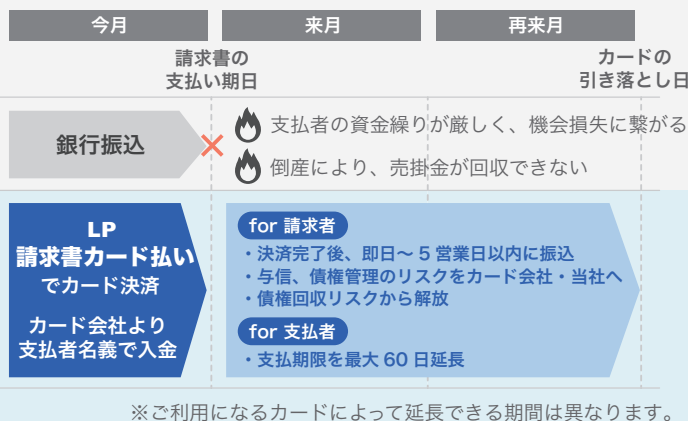 今月
来月
再来月
請求書の
支払い期日
カードの
引き落とし日
銀行振込
支払者の資金繰りが厳しく、機会損失に繋がる
倒産により、売掛金が回収できない
LP
請求書カード払い
でカード決済
カード会社より
支払者名義で入金
for 請求者
・決済完了後、即日〜5営業日以内に振込
・与信、債権管理のリスクをカード会社・当社へ
・債権回収リスクから解放
for 支払者
・支払期限を最大60日延長
※ご利用になるカードによって延長できる期間は異なります。